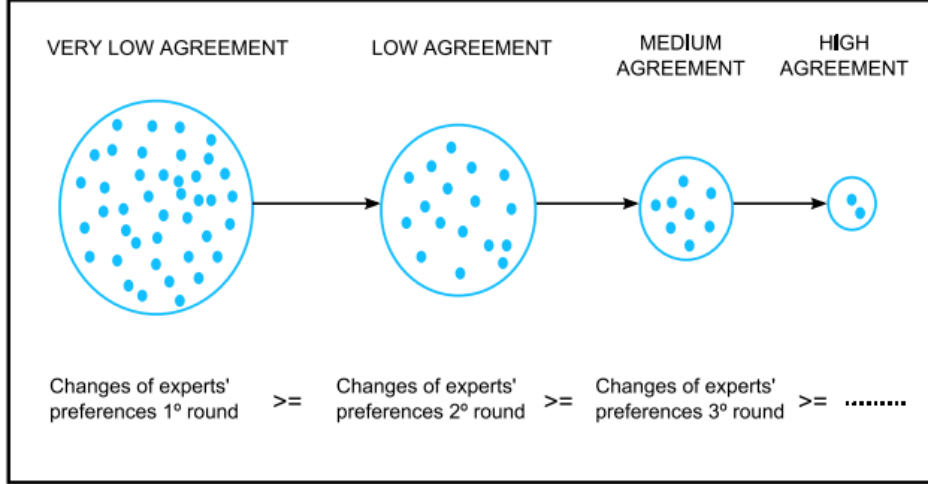 VERY LOW AGREEMENT
LOW AGREEMENT
MEDIUM
AGREEMENT
HIGH
AGREEMENT
Changes of experts'
preferences 1º round
>=
Changes of experts'
preferences 2º round
>=
Changes of experts'
preferences 3º round
>= ..........